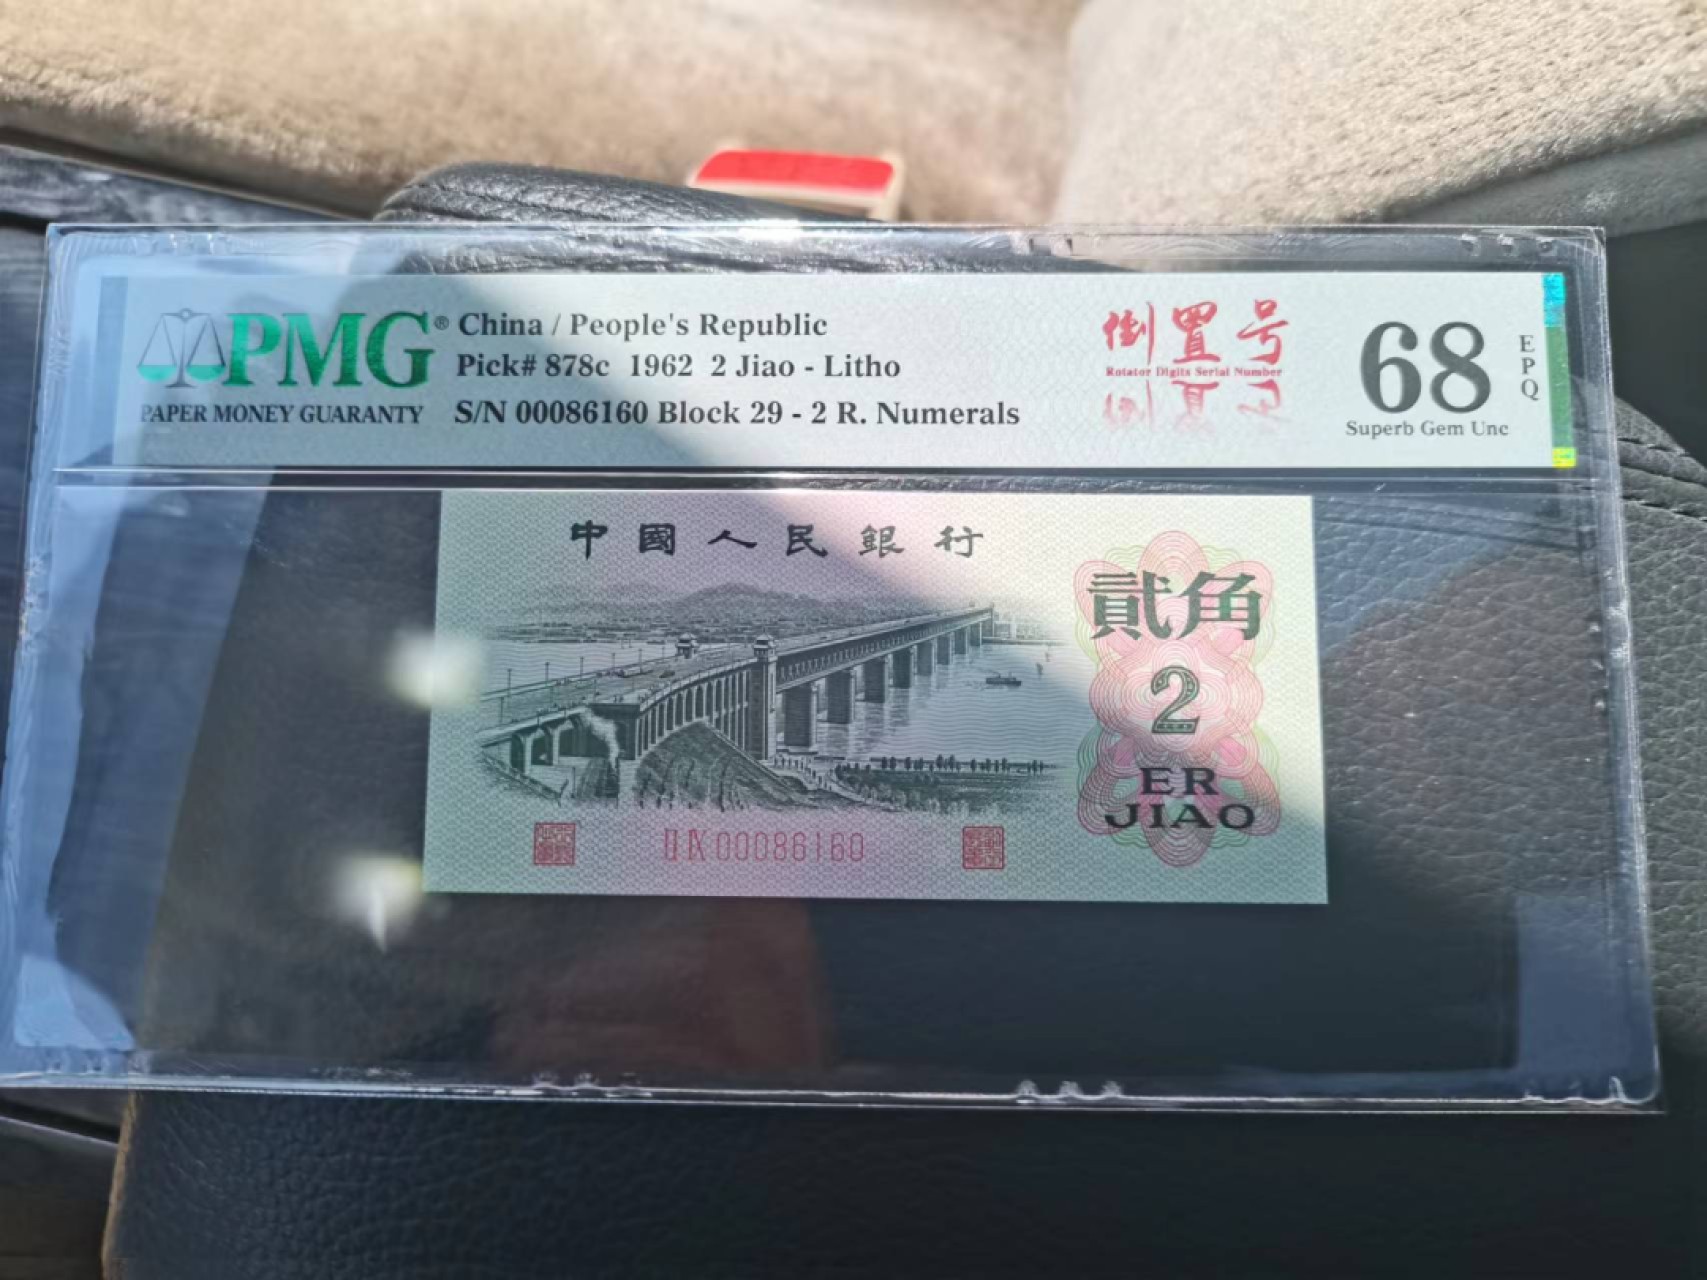 PMG®
PAPER MONEY GUARANTY
China / People's Republic
Pick# 878c 1962 2 Jiao - Litho
S/N 00086160 Block 29 - 2 R. Numerals
倒置号
Rotator Digits Serial Number
68
Superb Gem Unc
EPQ
中國人民銀行
貳角
2
ER
JIAO
II IX 00086160